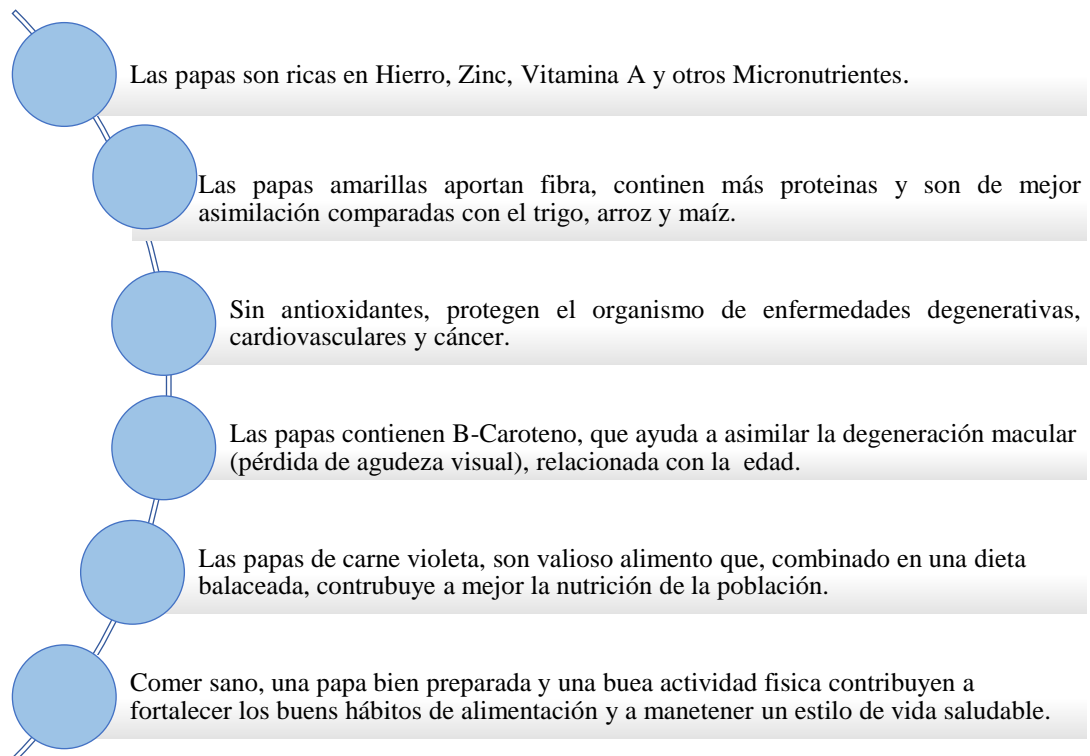 Las papas son ricas en Hierro, Zinc, Vitamina A y otros Micronutrientes.
Las papas amarillas aportan fibra, continen más proteinas y son de mejor
asimilación comparadas con el trigo, arroz y maíz.
Sin antioxidantes, protegen el organismo de enfermedades degenerativas,
cardiovasculares y cáncer.
Las papas contienen B-Caroteno, que ayuda a asimilar la degeneración macular
(pérdida de agudeza visual), relacionada con la edad.
Las papas de carne violeta, son valioso alimento que, combinado en una dieta
balaceada, contrubuye a mejor la nutrición de la población.
Comer sano, una papa bien preparada y una buea actividad fisica contribuyen a
fortalecer los buens hábitos de alimentación y a manetener un estilo de vida saludable.